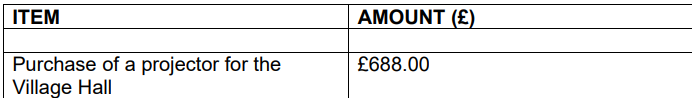 ITEM AMOUNT (£)
Purchase of a projector for the £688.00
Village Hall